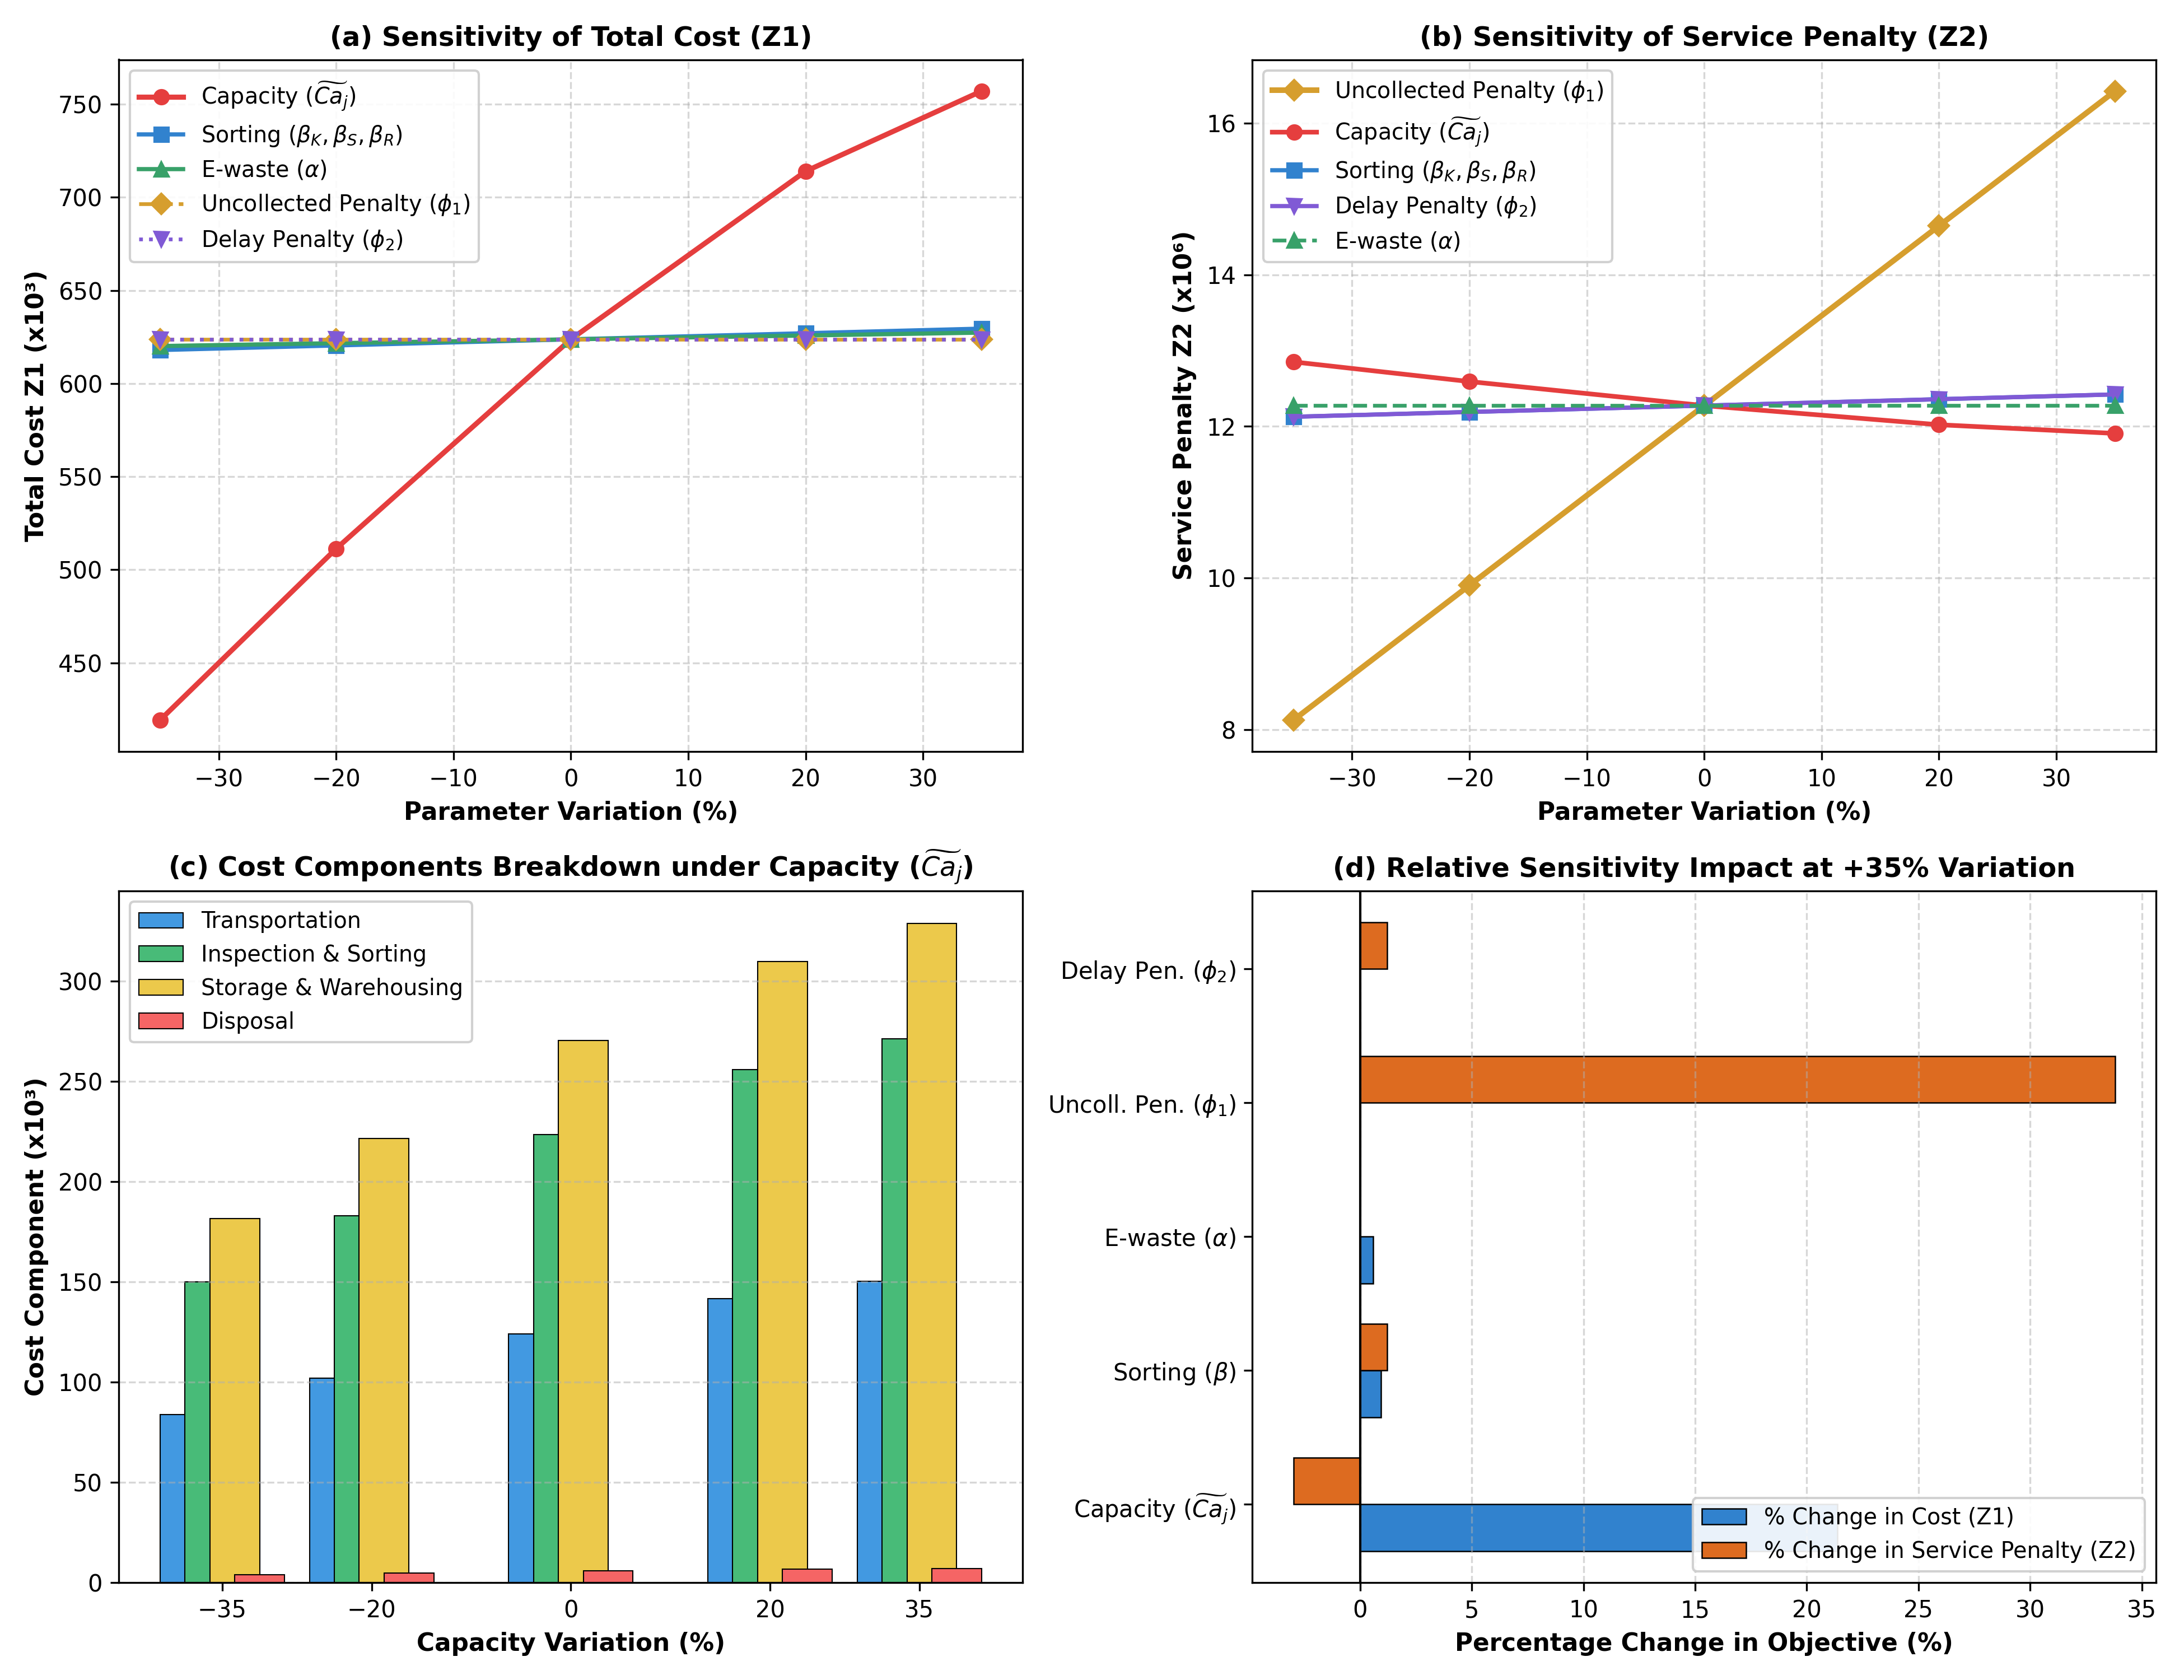 (a) Sensitivity of Total Cost (Z1)
Capacity (C̃a_j)
Sorting (β_K, β_S, β_R)
E-waste (α)
Uncollected Penalty (ϕ₁)
Delay Penalty (ϕ₂)
Total Cost Z1 (x10³)
750
700
650
600
550
500
450
−30 −20 −10 0 10 20 30
Parameter Variation (%)
(b) Sensitivity of Service Penalty (Z2)
Uncollected Penalty (ϕ₁)
Capacity (C̃a_j)
Sorting (β_K, β_S, β_R)
Delay Penalty (ϕ₂)
E-waste (α)
Service Penalty Z2 (x10⁶)
16
14
12
10
8
−30 −20 −10 0 10 20 30
Parameter Variation (%)
(c) Cost Components Breakdown under Capacity (C̃a_j)
Transportation
Inspection & Sorting
Storage & Warehousing
Disposal
Cost Component (x10³)
300
250
200
150
100
50
0
−35 −20 0 20 35
Capacity Variation (%)
(d) Relative Sensitivity Impact at +35% Variation
Delay Pen. (ϕ₂)
Uncoll. Pen. (ϕ₁)
E-waste (α)
Sorting (β)
Capacity (C̃a_j)
% Change in Cost (Z1)
% Change in Service Penalty (Z2)
0 5 10 15 20 25 30 35
Percentage Change in Objective (%)